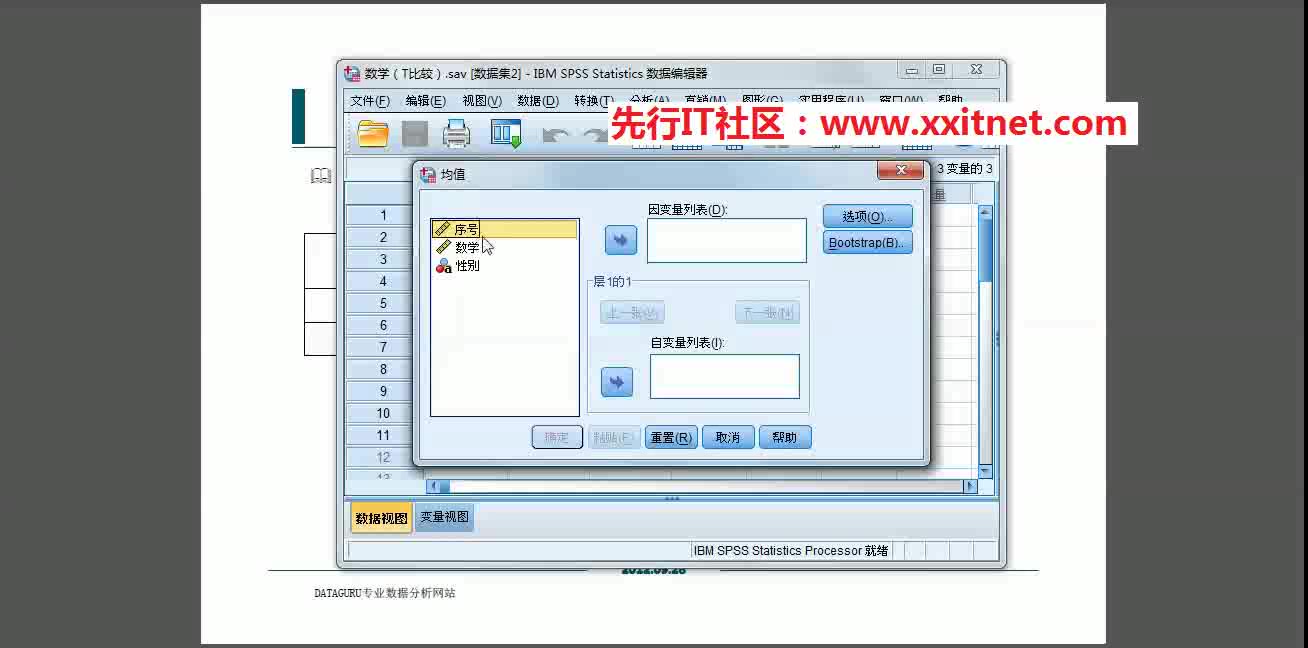 数学（T比较）.sav [数据集2] - IBM SPSS Statistics 数据编辑器
文件(F) 编辑(E) 视图(V) 数据(D) 转换(T) 分析(A) 直销(M) 图形(G) 实用程序(U) 窗口(W) 帮助
先行IT社区：www.xxitnet.com
均值
3 变量的 3
量
因变量列表(D):
选项(O)...
序号
数学
性别
Bootstrap(B)..
层1的1
上一张(V)
下一张(N)
自变量列表(I):
确定
粘贴(P)
重置(R)
取消
帮助
1
2
3
4
5
6
7
8
9
10
11
12
13
数据视图
变量视图
IBM SPSS Statistics Processor 就绪
2012.09.26
DATAGURU专业数据分析网站